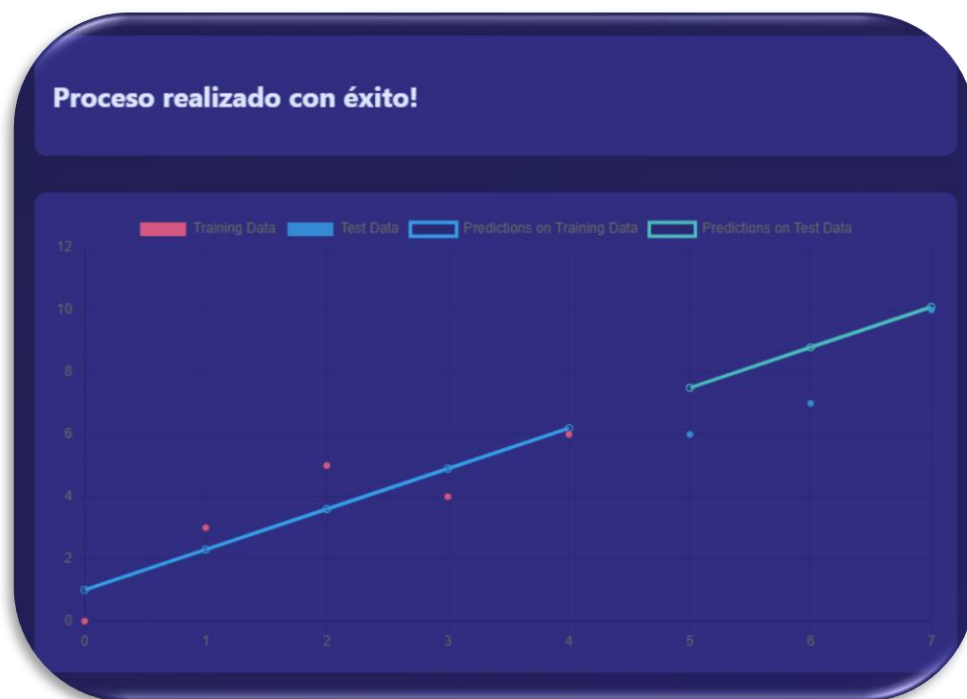 Proceso realizado con éxito!
Training Data Test Data Predictions on Training Data Predictions on Test Data
12
10
8
6
4
2
0
0 1 2 3 4 5 6 7